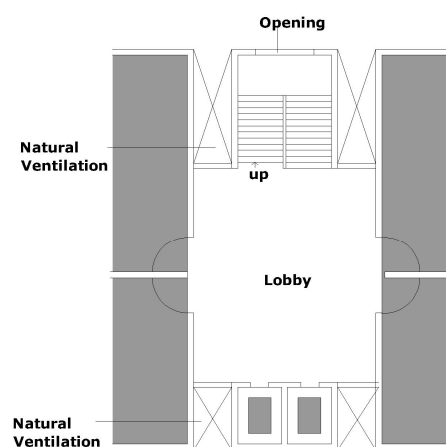 Opening
Natural
Ventilation
up
Lobby
Natural
Ventilation